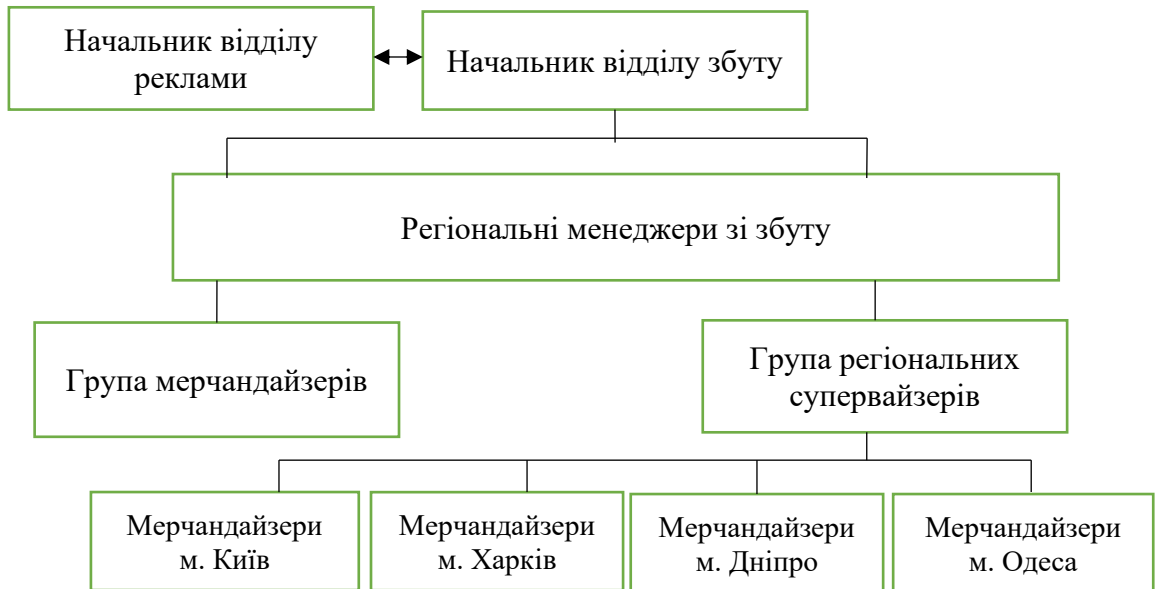 Начальник відділу
реклами
Начальник відділу збуту
Регіональні менеджери зі збуту
Група мерчандайзерів
Група регіональних
супервайзерів
Мерчандайзери
м. Київ
Мерчандайзери
м. Харків
Мерчандайзери
м. Дніпро
Мерчандайзери
м. Одеса